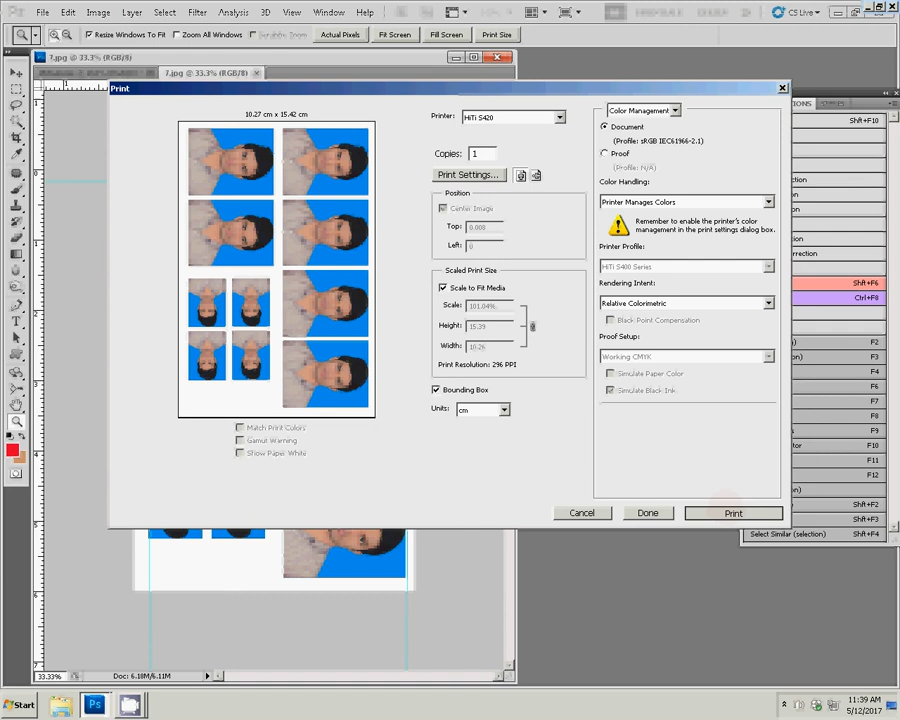 Ps
File Edit Image Layer Select Filter Analysis 3D View Window Help
CS Live
Resize Windows To Fit Zoom All Windows Scrubby Zoom Actual Pixels Fit Screen Fill Screen Print Size
7.jpg @ 33.3% (RGB/8)
7.jpg @ 33.3% (RGB/8) ×
Print
10.27 cm x 15.42 cm
Match Print Colors
Gamut Warning
Show Paper White
Printer: HiTi S420
Copies: 1
Print Settings...
Position
Center Image
Top: 0.008
Left: 0
Scaled Print Size
Scale to Fit Media
Scale: 101.04%
Height: 15.39
Width: 10.26
Print Resolution: 296 PPI
Bounding Box
Units: cm
Color Management
Document
(Profile: sRGB IEC61966-2.1)
Proof
(Profile: N/A)
Color Handling:
Printer Manages Colors
Remember to enable the printer's color
management in the print settings dialog box.
Printer Profile:
HiTi S400 Series
Rendering Intent:
Relative Colorimetric
Black Point Compensation
Proof Setup:
Working CMYK
Simulate Paper Color
Simulate Black Ink
Cancel Done Print
IONS STYLES
Shft+F10
Shft+F6
Ctrl+F8
F2
F3
F4
F6
F7
F8
F9
F10
F11
F12
Shft+F2
Shft+F3
Select Similar (selection) Shft+F4
33.33% Doc: 6.18M/6.11M
Start
Ps
11:39 AM
5/12/2017